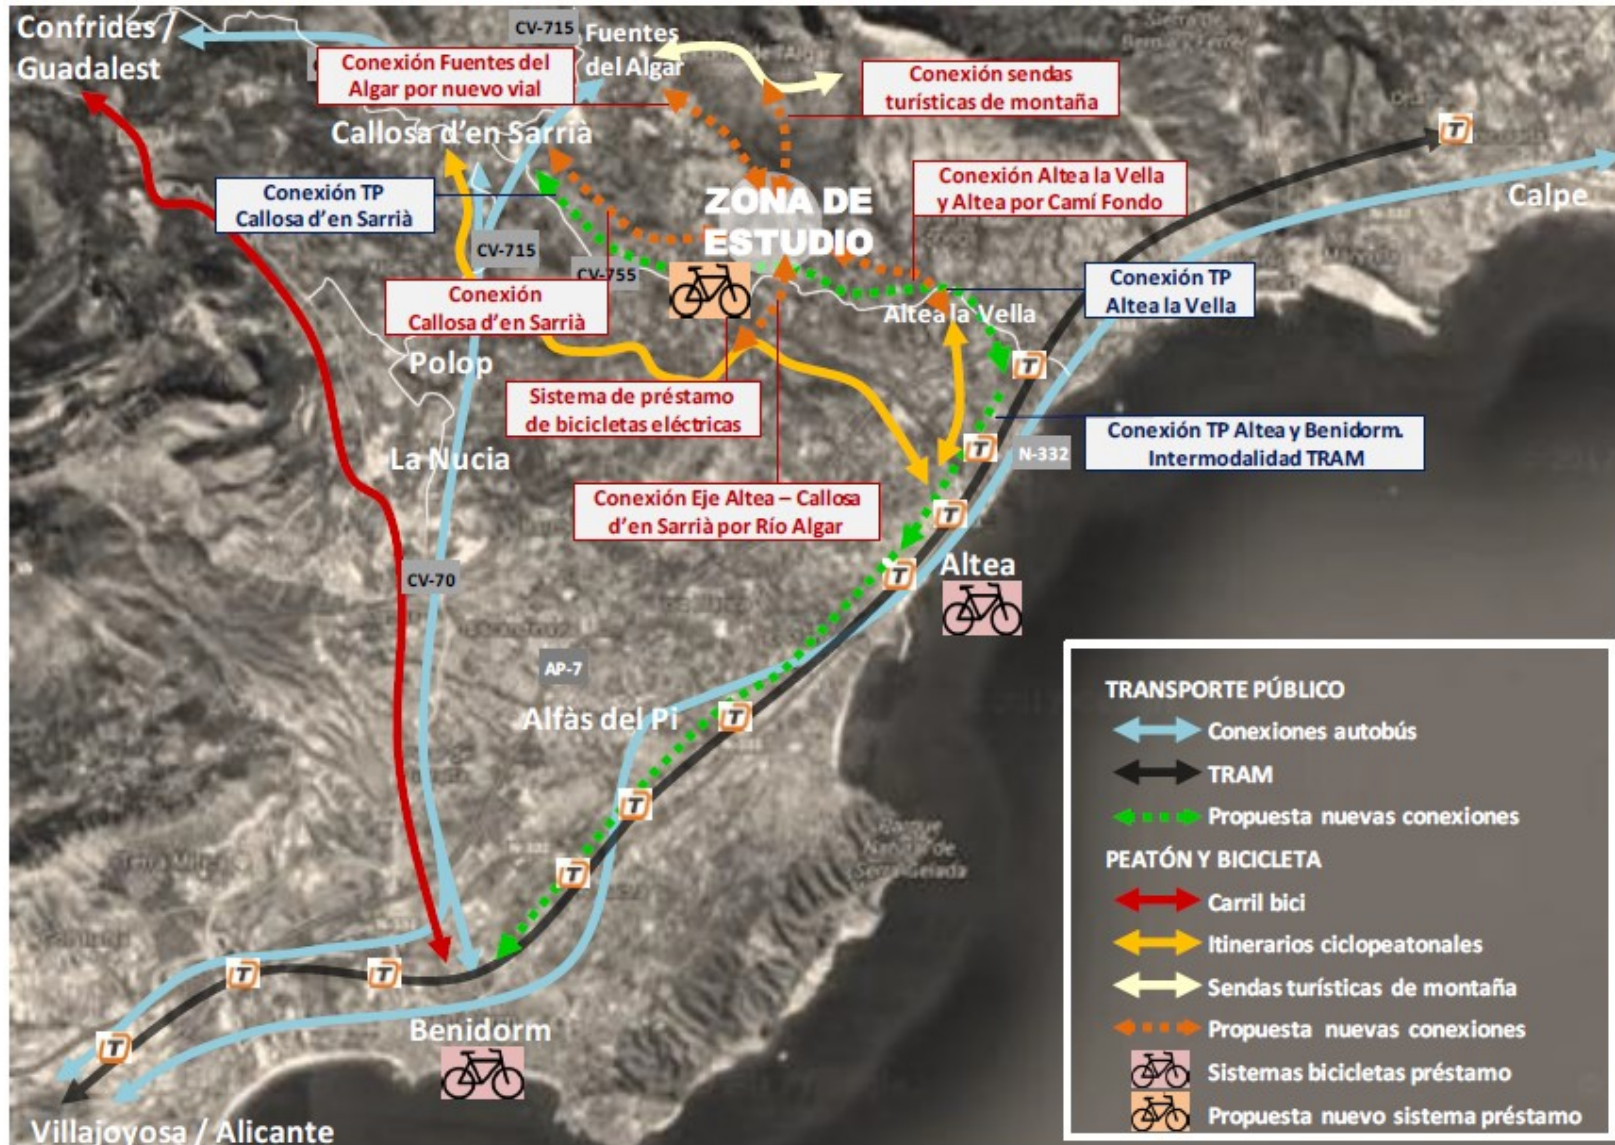 Confrides /
Guadalest
CV-715
Fuentes
del Algar
Conexión Fuentes del
Algar por nuevo vial
Conexión sendas
turísticas de montaña
Callosa d'en Sarrià
Conexión TP
Callosa d'en Sarrià
ZONA DE
ESTUDIO
Conexión Altea la Vella
y Altea por Camí Fondo
Calpe
CV-715
CV-755
Conexión
Callosa d'en Sarrià
Conexión TP
Altea la Vella
Altea la Vella
Polop
Sistema de préstamo
de bicicletas eléctricas
Conexión TP Altea y Benidorm.
Intermodalidad TRAM
N-332
La Nucia
Conexión Eje Altea – Callosa
d'en Sarrià por Río Algar
CV-70
Altea
AP-7
Alfàs del Pi
Benidorm
Villajoyosa / Alicante
TRANSPORTE PÚBLICO
Conexiones autobús
TRAM
Propuesta nuevas conexiones
PEATÓN Y BICICLETA
Carril bici
Itinerarios ciclopeatonales
Sendas turísticas de montaña
Propuesta nuevas conexiones
Sistemas bicicletas préstamo
Propuesta nuevo sistema préstamo